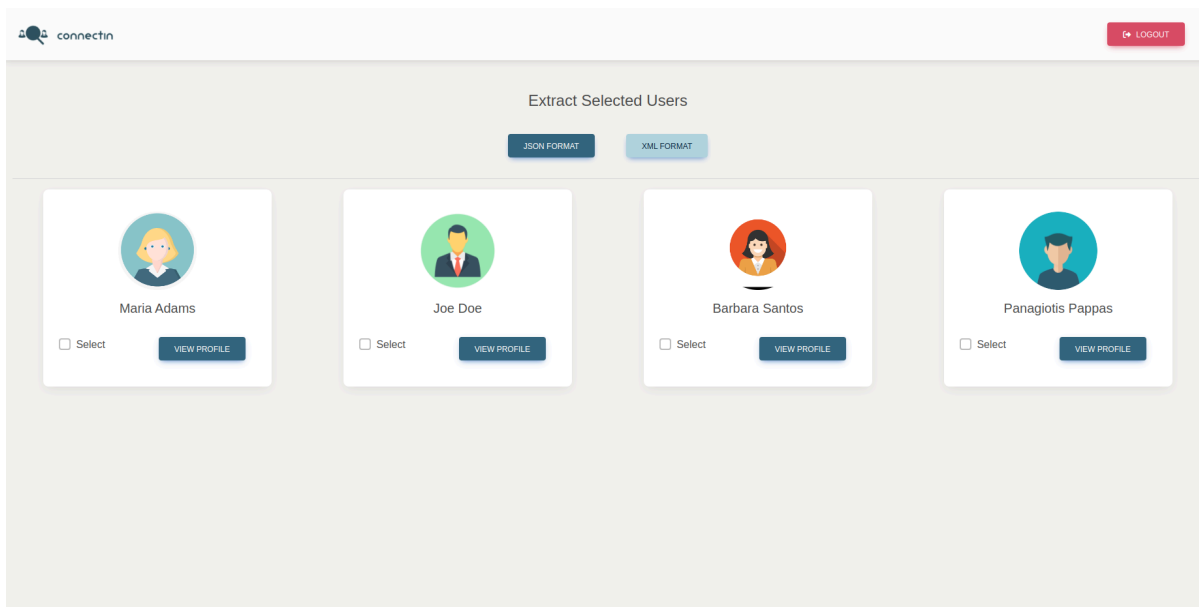 connectin
LOGOUT
Extract Selected Users
JSON FORMAT XML FORMAT
Maria Adams Joe Doe Barbara Santos Panagiotis Pappas
Select VIEW PROFILE Select VIEW PROFILE Select VIEW PROFILE Select VIEW PROFILE